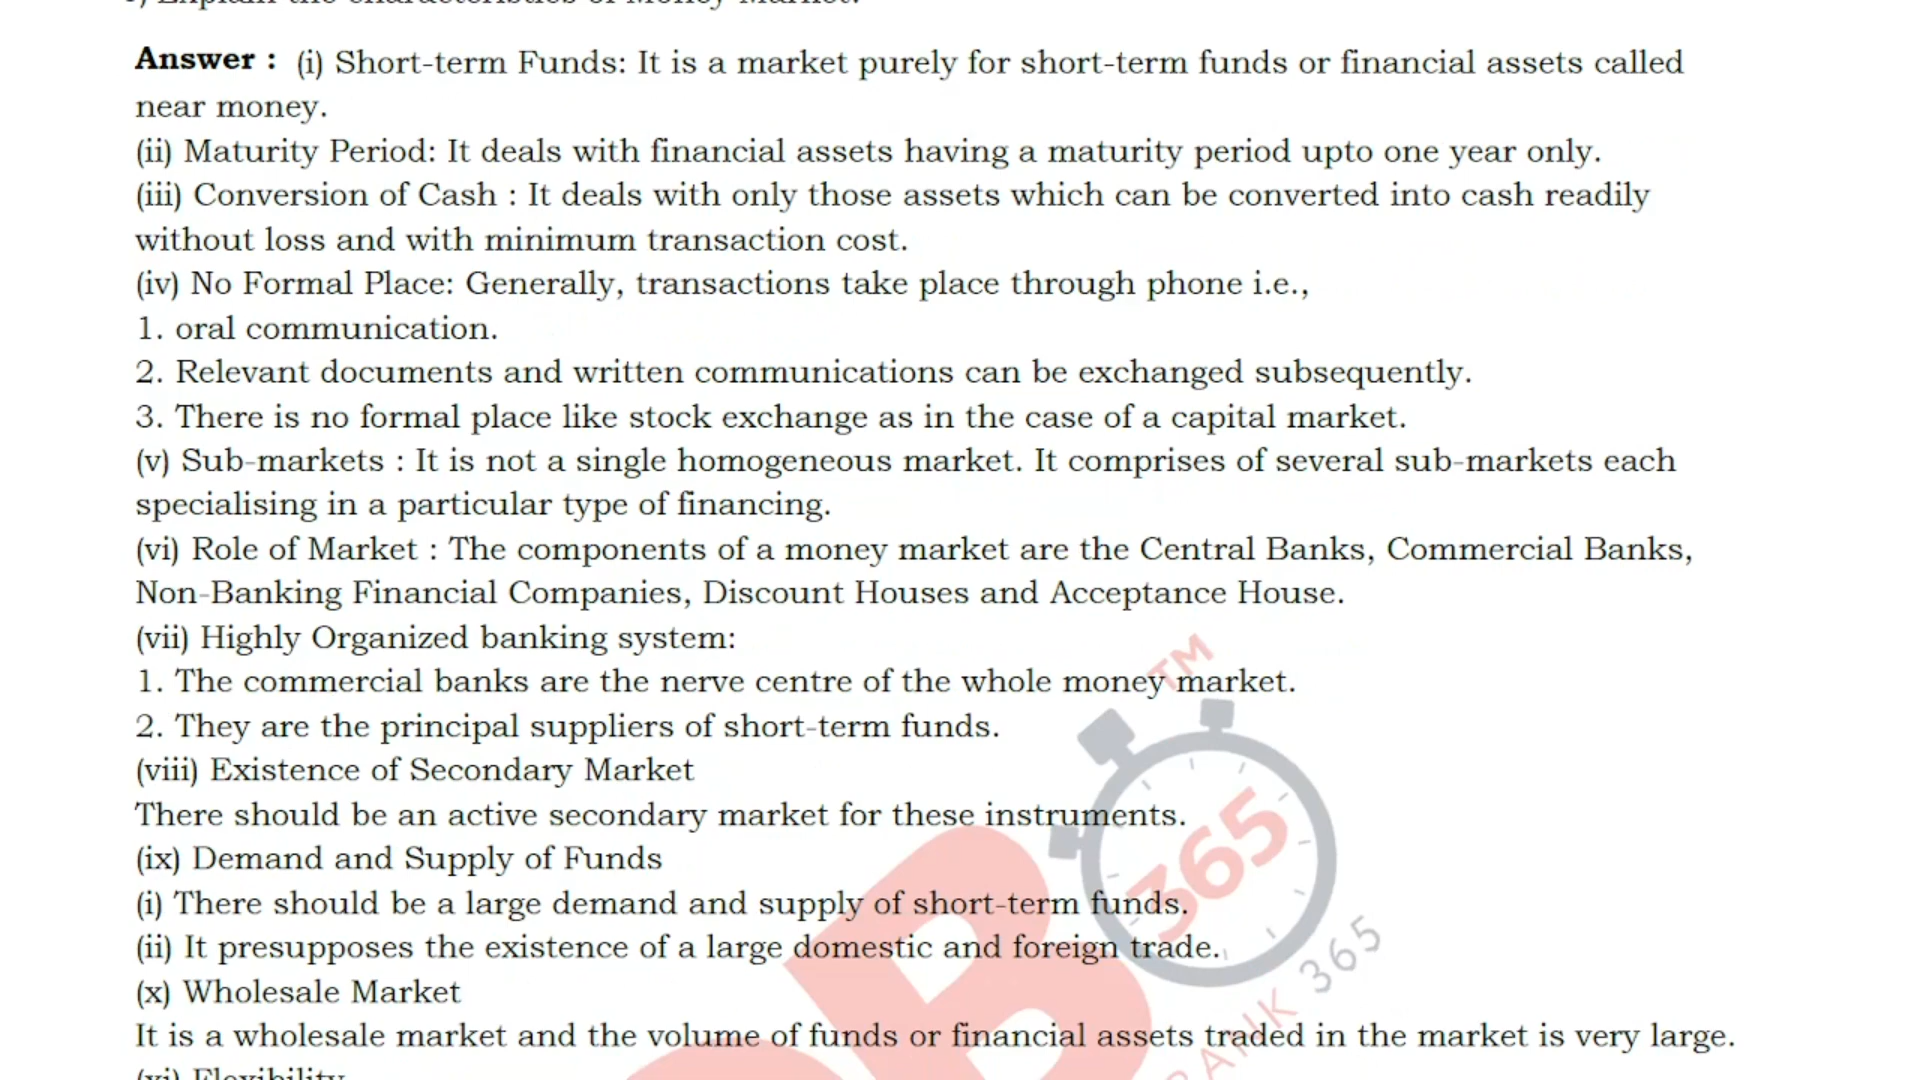 Explain the characteristics of Money Market.
Answer : (i) Short-term Funds: It is a market purely for short-term funds or financial assets called
near money.
(ii) Maturity Period: It deals with financial assets having a maturity period upto one year only.
(iii) Conversion of Cash : It deals with only those assets which can be converted into cash readily
without loss and with minimum transaction cost.
(iv) No Formal Place: Generally, transactions take place through phone i.e.,
1. oral communication.
2. Relevant documents and written communications can be exchanged subsequently.
3. There is no formal place like stock exchange as in the case of a capital market.
(v) Sub-markets : It is not a single homogeneous market. It comprises of several sub-markets each
specialising in a particular type of financing.
(vi) Role of Market : The components of a money market are the Central Banks, Commercial Banks,
Non-Banking Financial Companies, Discount Houses and Acceptance House.
(vii) Highly Organized banking system:
1. The commercial banks are the nerve centre of the whole money market.
2. They are the principal suppliers of short-term funds.
(viii) Existence of Secondary Market
There should be an active secondary market for these instruments.
(ix) Demand and Supply of Funds
(i) There should be a large demand and supply of short-term funds.
(ii) It presupposes the existence of a large domestic and foreign trade.
(x) Wholesale Market
It is a wholesale market and the volume of funds or financial assets traded in the market is very large.
(xi) Flexibility
TM
365
BANK 365